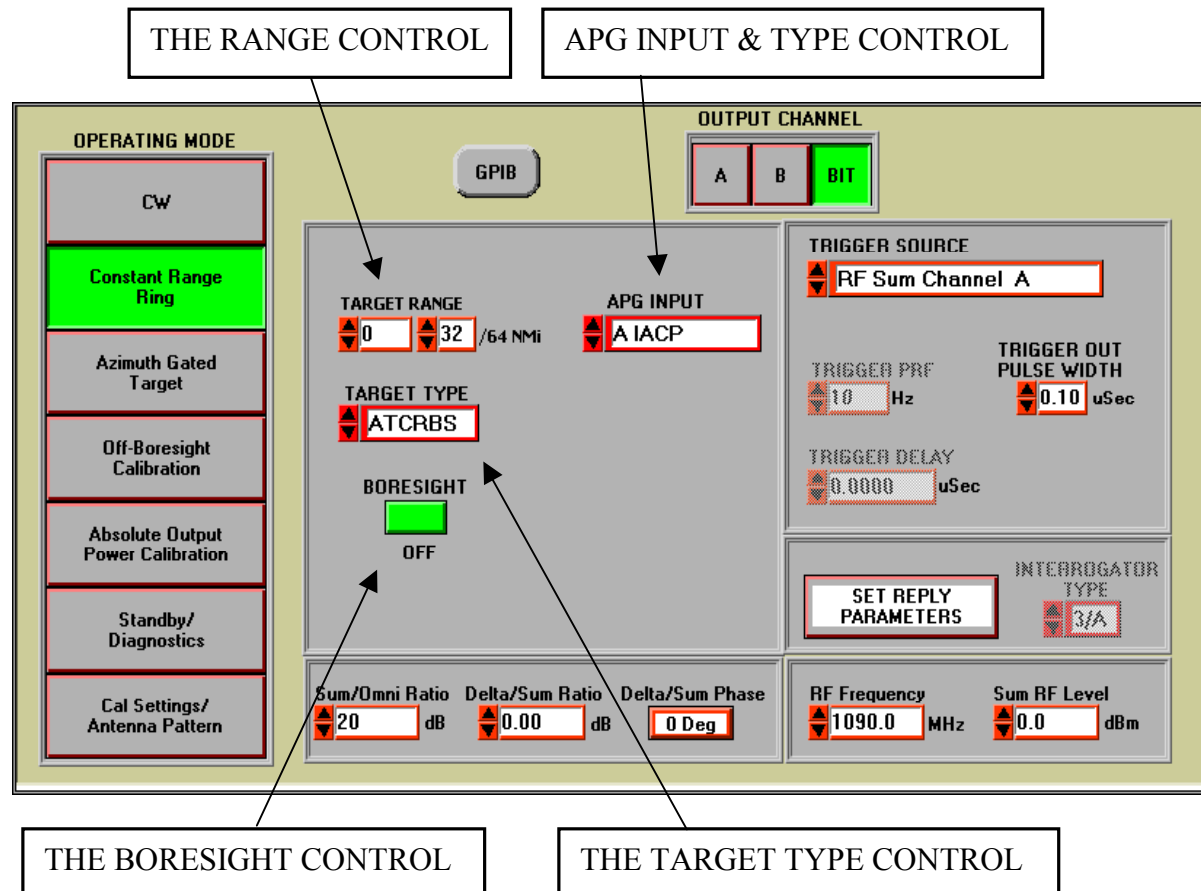 THE RANGE CONTROL
APG INPUT & TYPE CONTROL
OPERATING MODE
CW
Constant Range
Ring
Azimuth Gated
Target
Off-Boresight
Calibration
Absolute Output
Power Calibration
Standby/
Diagnostics
Cal Settings/
Antenna Pattern
GPIB
OUTPUT CHANNEL
A B BIT
TARGET RANGE
0 32 /64 NMi
APG INPUT
A IACP
TARGET TYPE
ATCRBS
BORESIGHT
OFF
TRIGGER SOURCE
RF Sum Channel A
TRIGGER PRF
10 Hz
TRIGGER OUT
PULSE WIDTH
0.10 uSec
TRIGGER DELAY
0.0000 uSec
SET REPLY
PARAMETERS
INTERROGATOR
TYPE
3/A
Sum/Omni Ratio
20 dB
Delta/Sum Ratio
0.00 dB
Delta/Sum Phase
0 Deg
RF Frequency
1090.0 MHz
Sum RF Level
0.0 dBm
THE BORESIGHT CONTROL
THE TARGET TYPE CONTROL